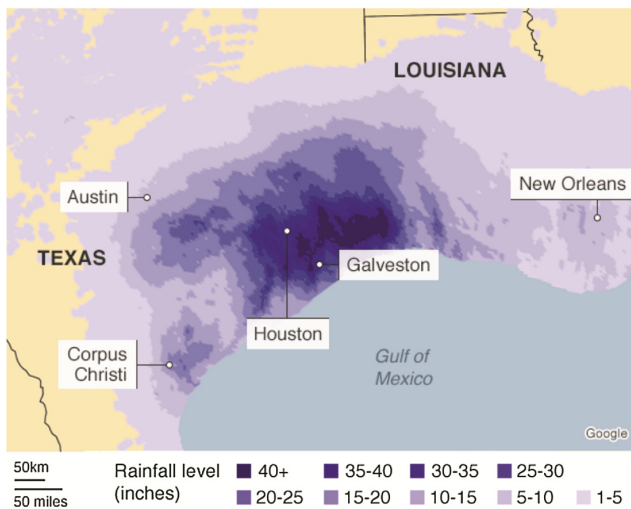 LOUISIANA
Austin
New Orleans
TEXAS
Galveston
Houston
Corpus
Christi
Gulf of
Mexico
Google
50km
50 miles
Rainfall level
(inches)
40+ 35-40 30-35 25-30
20-25 15-20 10-15 5-10 1-5